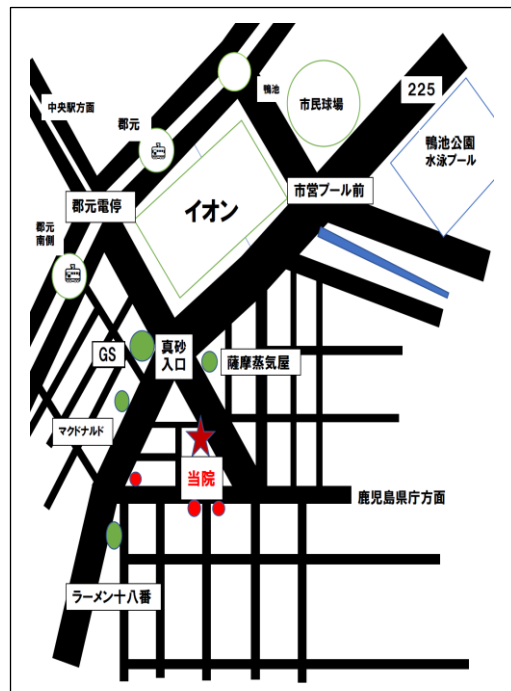 鴨池
225
市民球場
中央駅方面
郡元
鴨池公園
水泳プール
市営プール前
イオン
郡元電停
郡元
南側
GS
真砂
入口
薩摩蒸気屋
マクドナルド
当院
鹿児島県庁方面
ラーメン十八番